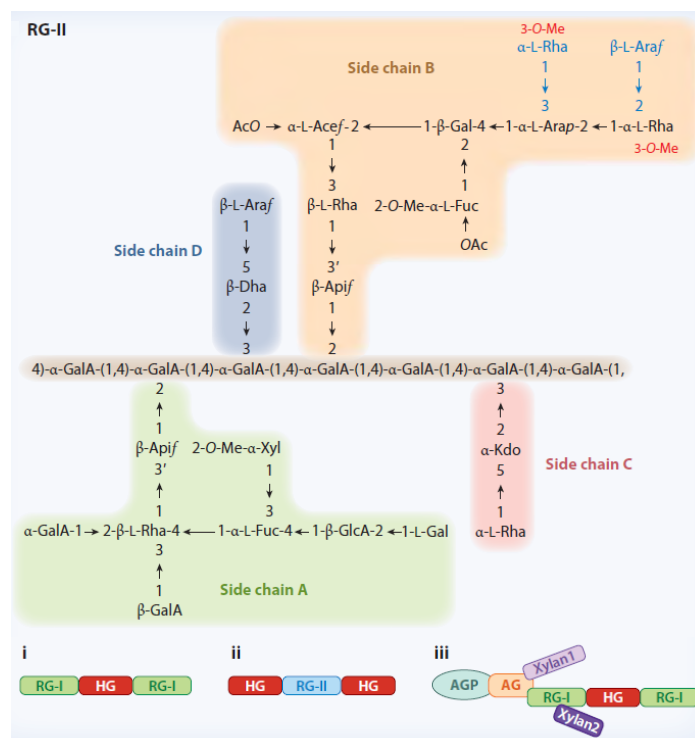 RG-II
3-O-Me
Side chain B
α-L-Rha β-L-Araf
1 1
3 2
AcO → α-L-Acef-2 ← 1-β-Gal-4 ← 1-α-L-Arap-2 ← 1-α-L-Rha
1 2 3-O-Me
3 1
β-L-Araf β-L-Rha 2-O-Me-α-L-Fuc
1 1
OAc
Side chain D
5 3′
β-Dha β-Apif
2 1
3 2
4)-α-GalA-(1,4)-α-GalA-(1,4)-α-GalA-(1,4)-α-GalA-(1,4)-α-GalA-(1,4)-α-GalA-(1,4)-α-GalA-(1,
2 3
1 2
β-Apif 2-O-Me-α-Xyl α-Kdo
Side chain C
3′ 1 5
1 3 1
α-GalA-1→2-β-L-Rha-4 ← 1-α-L-Fuc-4 ← 1-β-GlcA-2 ← 1-L-Gal α-L-Rha
3
1
Side chain A
β-GalA
i ii iii
Xylan1
RG-I HG RG-I HG RG-II HG AGP AG RG-I HG RG-I
Xylan2